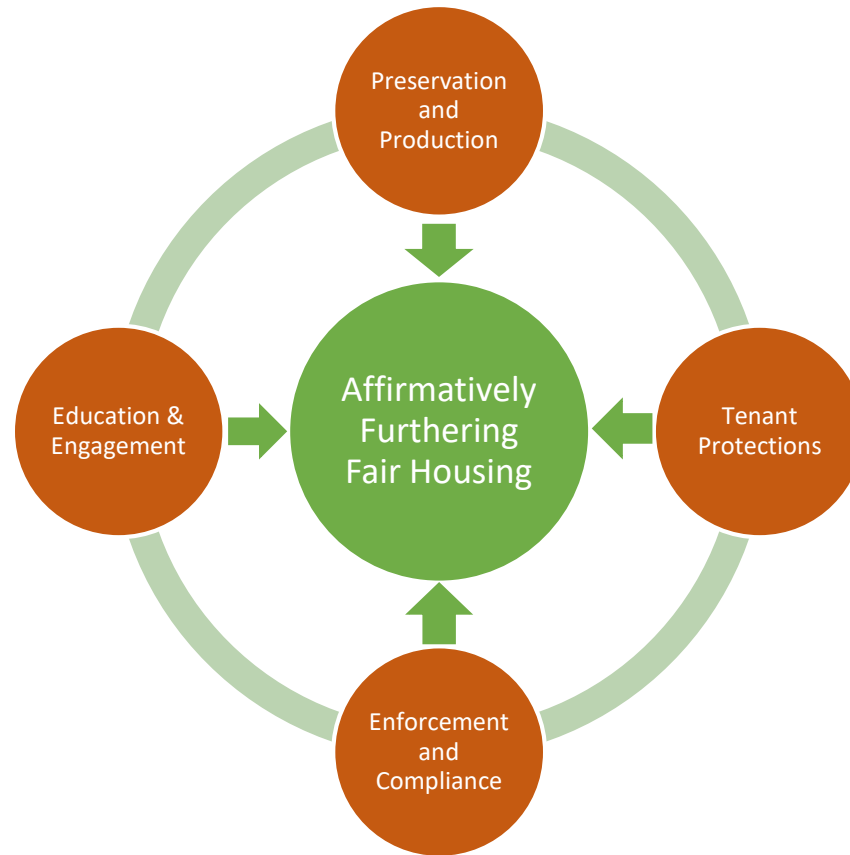 Preservation
and
Production
Education &
Engagement
Affirmatively
Furthering
Fair Housing
Tenant
Protections
Enforcement
and
Compliance